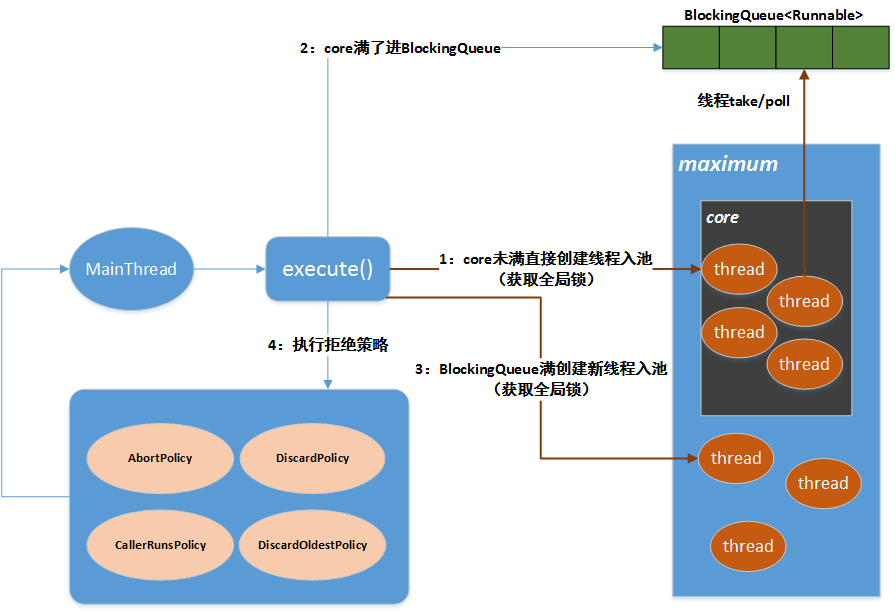 BlockingQueue<Runnable>
2：core满了进BlockingQueue
线程take/poll
maximum
core
MainThread
execute()
1：core未满直接创建线程入池
（获取全局锁）
thread
thread
thread
thread
4：执行拒绝策略
3：BlockingQueue满创建新线程入池
（获取全局锁）
AbortPolicy
DiscardPolicy
thread
thread
CallerRunsPolicy
DiscardOldestPolicy
thread